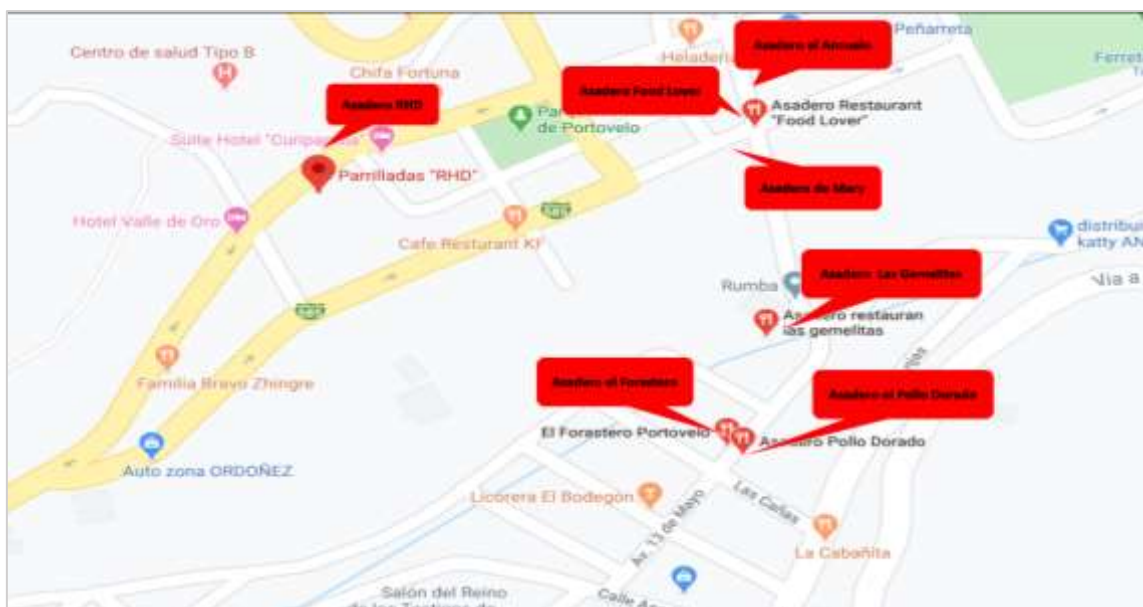 Peñarreta
Heladería
Asadero el Anzuelo
Centro de salud Tipo B
Chifa Fortuna
Ferret
Asadero Food Lover
Asadero RHD
Asadero Restaurant
"Food Lover"
de Portovelo
Suite Hotel
Parrilladas "RHD"
Asadero de Mary
Hotel Valle de Oro
Cafe Resturant KF
distribui
katty AN
Via a
Rumba
Asadero Las Gemelitas
Asadero restauran
las gemelitas
Familia Bravo Zhingre
Asadero el Forastero
Asadero el Pollo Dorado
El Forastero Portovelo
Asadero Pollo Dorado
Auto zona ORDOÑEZ
Licorera El Bodegón
Las Cañas
Av. 13 de Mayo
La Cabañita
Salón del Reino
Calle